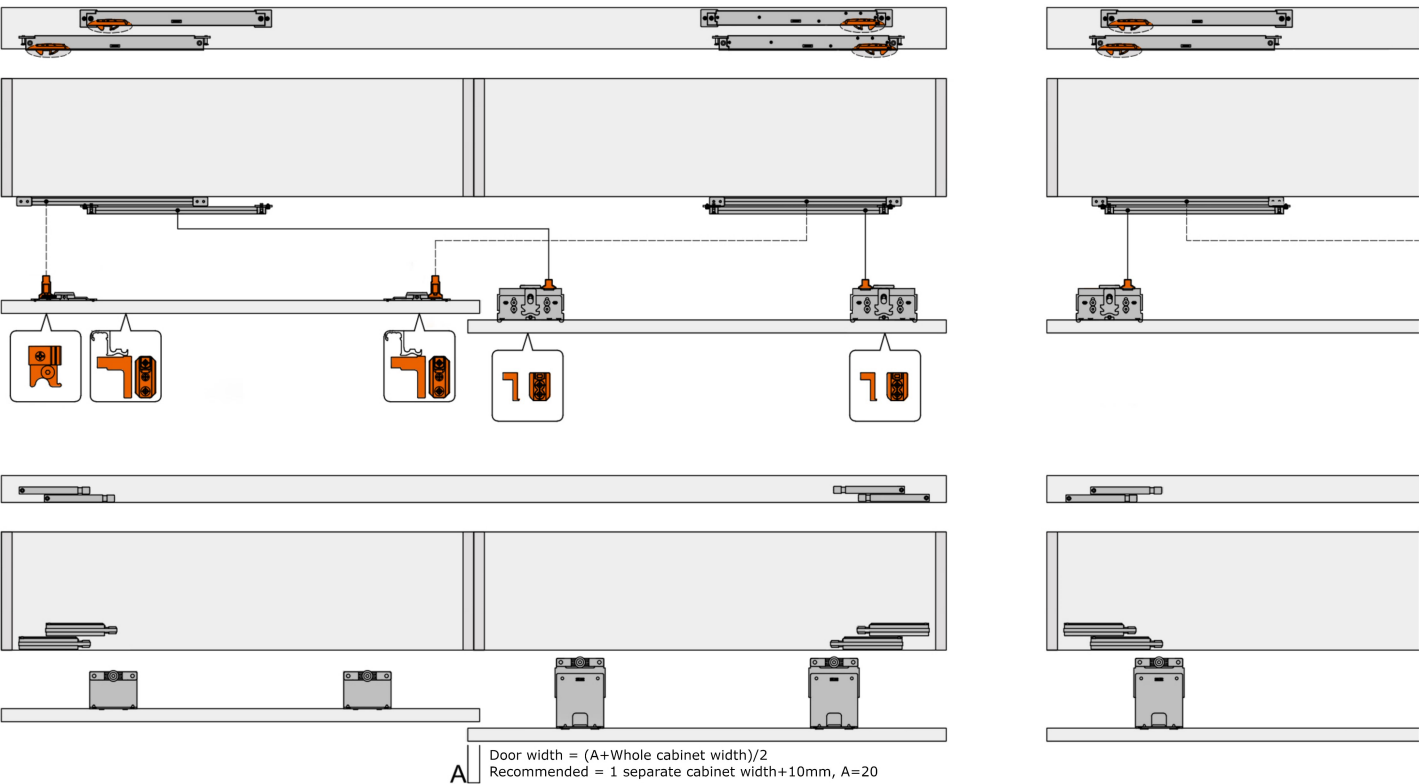 Door width = (A+Whole cabinet width)/2
A
Recommended = 1 separate cabinet width+10mm, A=20